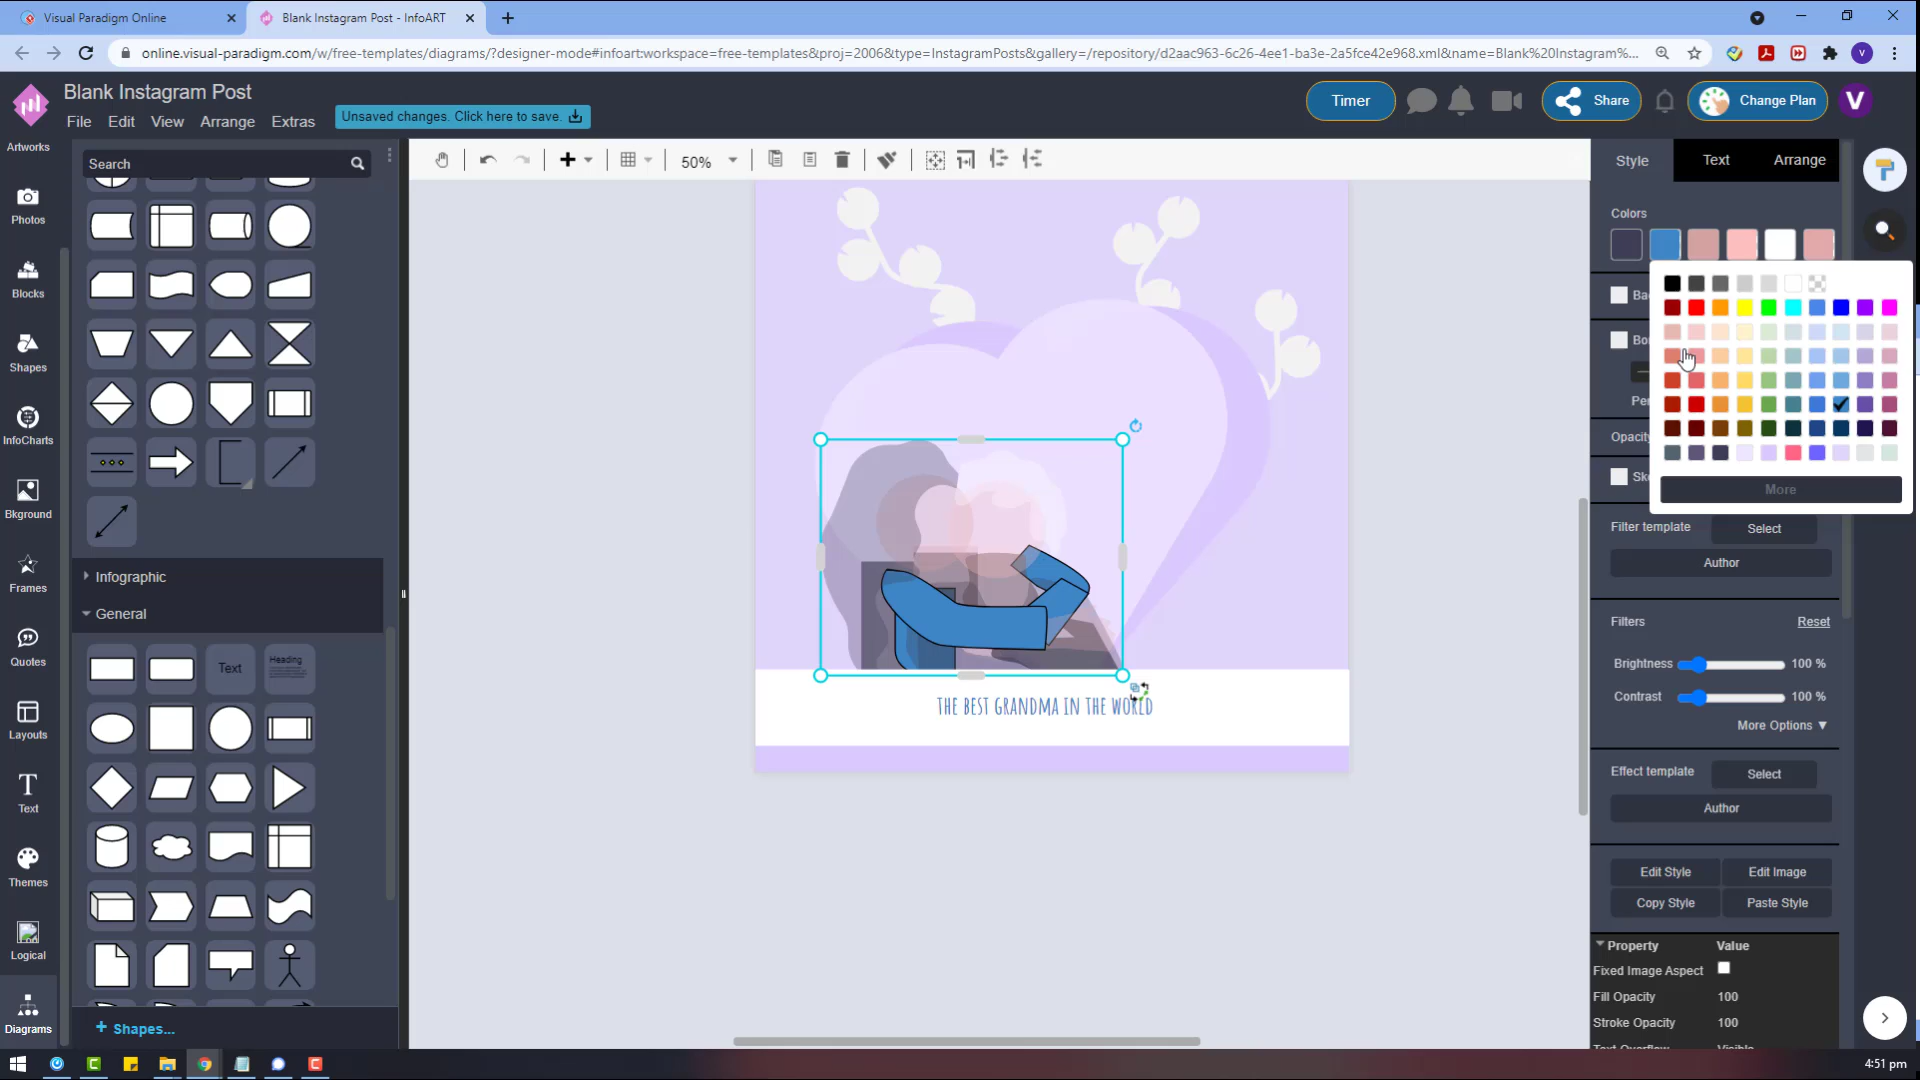 Visual Paradigm Online
Blank Instagram Post - InfoART
online.visual-paradigm.com/w/free-templates/diagrams/?designer-mode#infoart:workspace=free-templates&proj=2006&type=InstagramPosts&gallery=/repository/d2aac963-6c26-4ee1-ba3e-2a5fce42e968.xml&name=Blank%20Instagram%...
V
Blank Instagram Post
File Edit View Arrange Extras
Unsaved changes. Click here to save.
Timer
Share
Change Plan
V
Artworks
Photos
Blocks
Shapes
InfoCharts
Bkground
Frames
Quotes
Layouts
Text
Themes
Logical
Diagrams
Search
Infographic
General
Text
Heading
+ Shapes...
50%
THE BEST GRANDMA IN THE WORLD
Style Text Arrange
Colors
Opacity
More
Filter template Select
Author
Filters Reset
Brightness 100 %
Contrast 100 %
More Options ▼
Effect template Select
Author
Edit Style Edit Image
Copy Style Paste Style
Property Value
Fixed Image Aspect
Fill Opacity 100
Stroke Opacity 100
Text Overflow Visible
4:51 pm